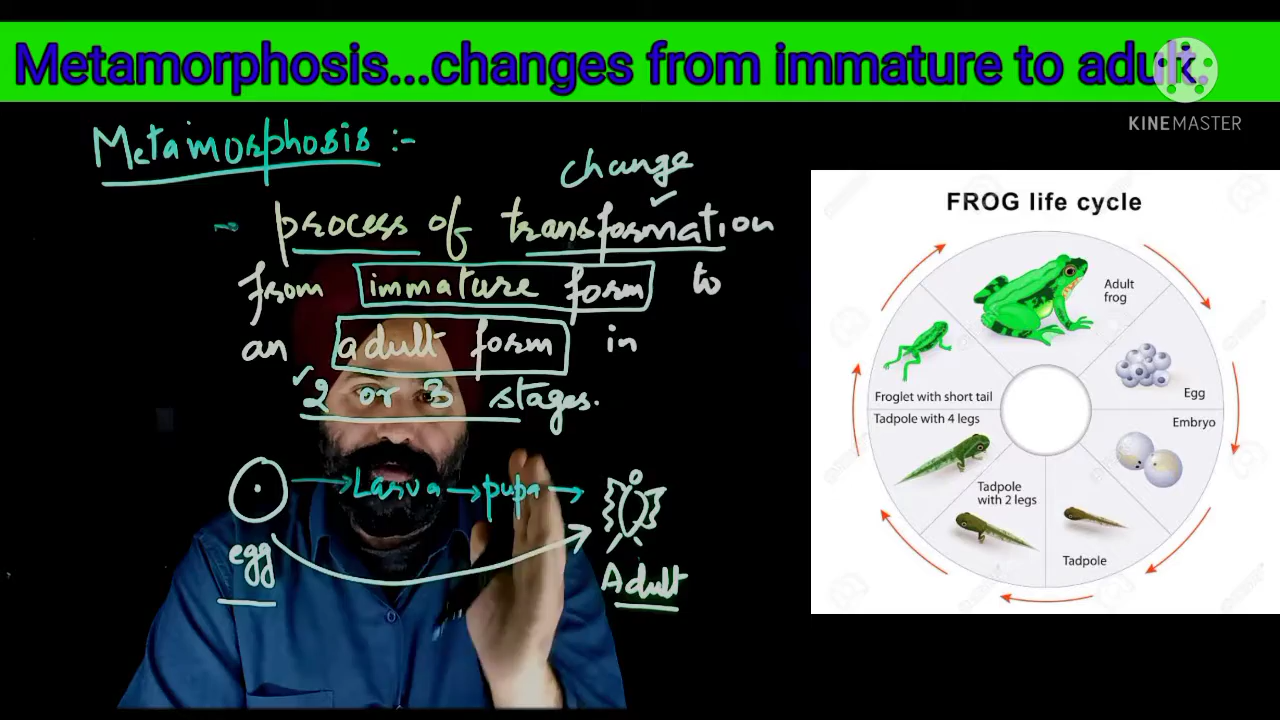 Metamorphosis...changes from immature to adult.
KINEMASTER
Metamorphosis :-
change
process of transformation
from immature form to
an adult form in
2 or 3 stages.
egg
Larva
pupa
Adult
FROG life cycle
Adult
frog
Egg
Embryo
Tadpole
Tadpole
with 2 legs
Tadpole with 4 legs
Froglet with short tail